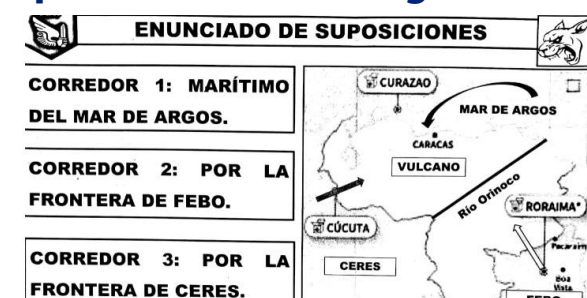 ENUNCIADO DE SUPOSICIONES
CORREDOR 1: MARÍTIMO
DEL MAR DE ARGOS.
CORREDOR 2: POR LA
FRONTERA DE FEBO.
CORREDOR 3: POR LA
FRONTERA DE CERES.
CURAZAO
MAR DE ARGOS
CARACAS
VULCANO
Río Orinoco
RORAIMA*
CÚCUTA
CERES
Boa
Vista
FEBO